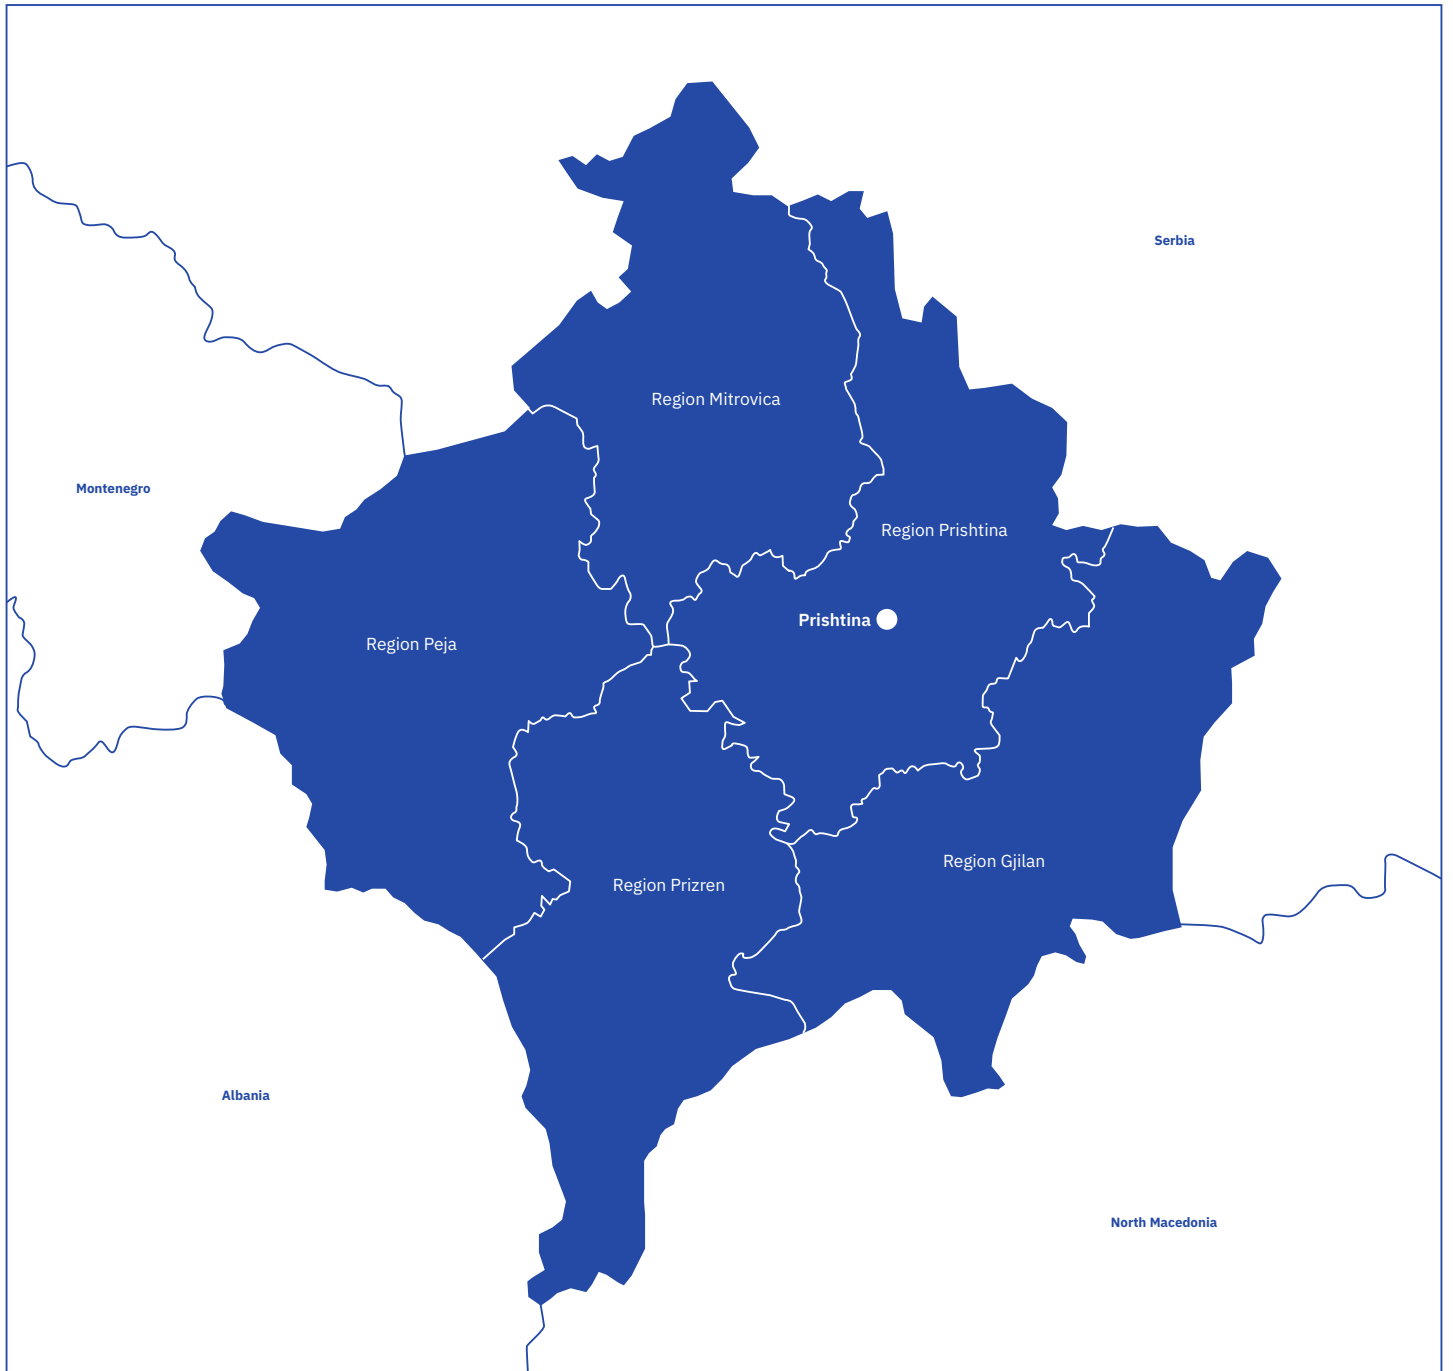 Serbia
Region Mitrovica
Montenegro
Region Prishtina
Prishtina
Region Peja
Region Gjilan
Region Prizren
Albania
North Macedonia